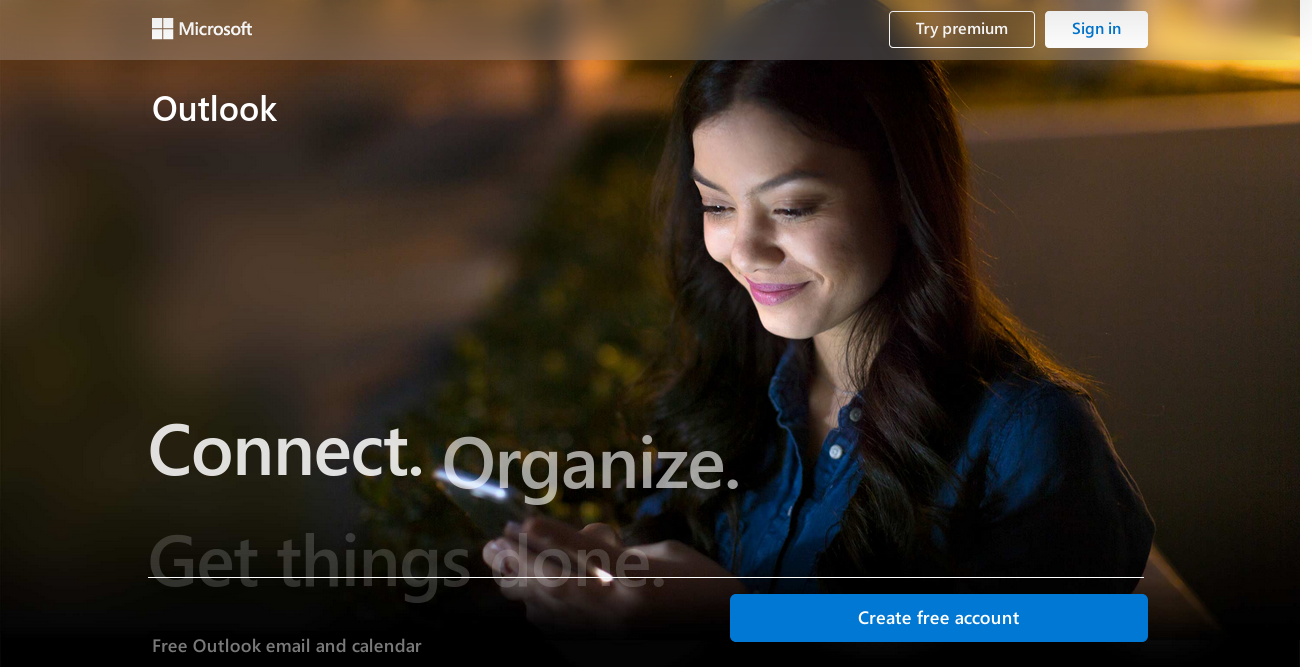 Microsoft
Try premium
Sign in
Outlook
Connect. Organize.
Get things done.
Create free account
Free Outlook email and calendar